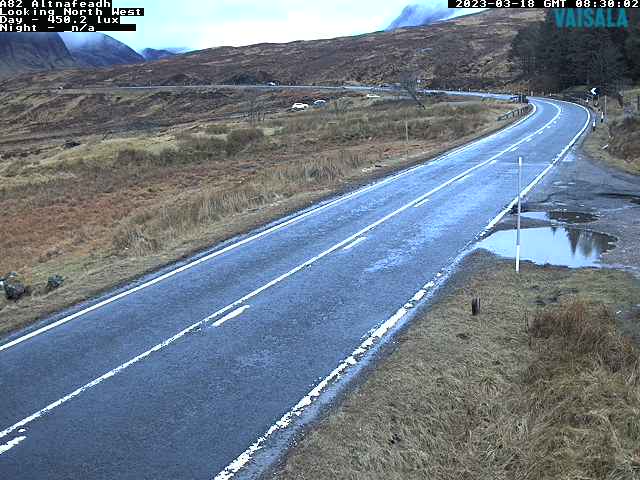 A82 Altnafeadh
Looking North West
Day - 450.2 lux
Night - n/a
2023-03-18 GMT 08:30:02
VAISALA